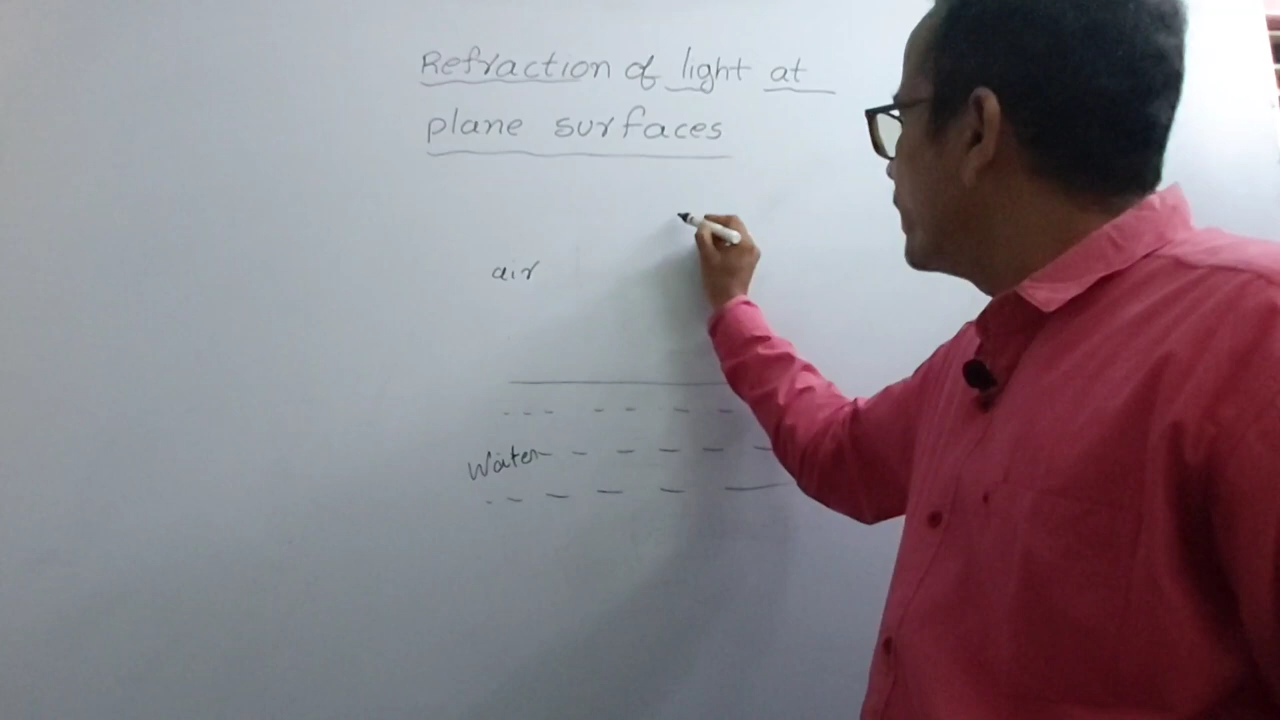 Refraction of light at
plane surfaces
air
Water